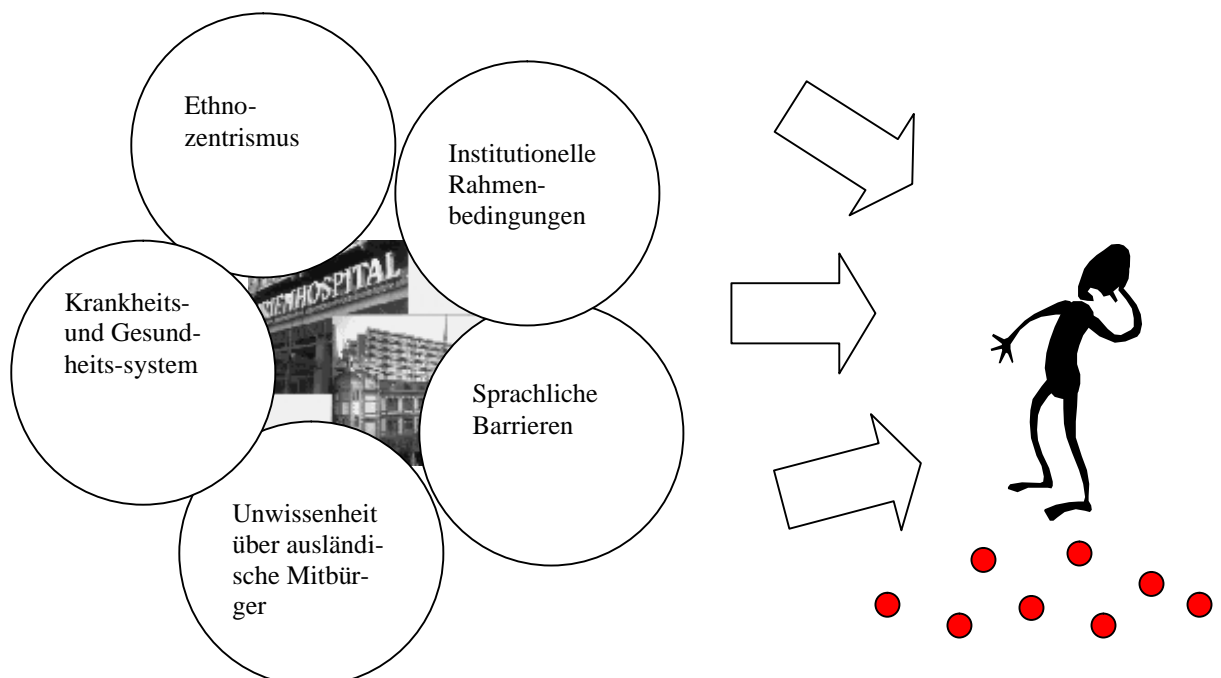 Ethno-
zentrismus
Institutionelle
Rahmen-
bedingungen
Krankheits-
und Gesund-
heits-system
Sprachliche
Barrieren
Unwissenheit
über ausländi-
sche Mitbür-
ger